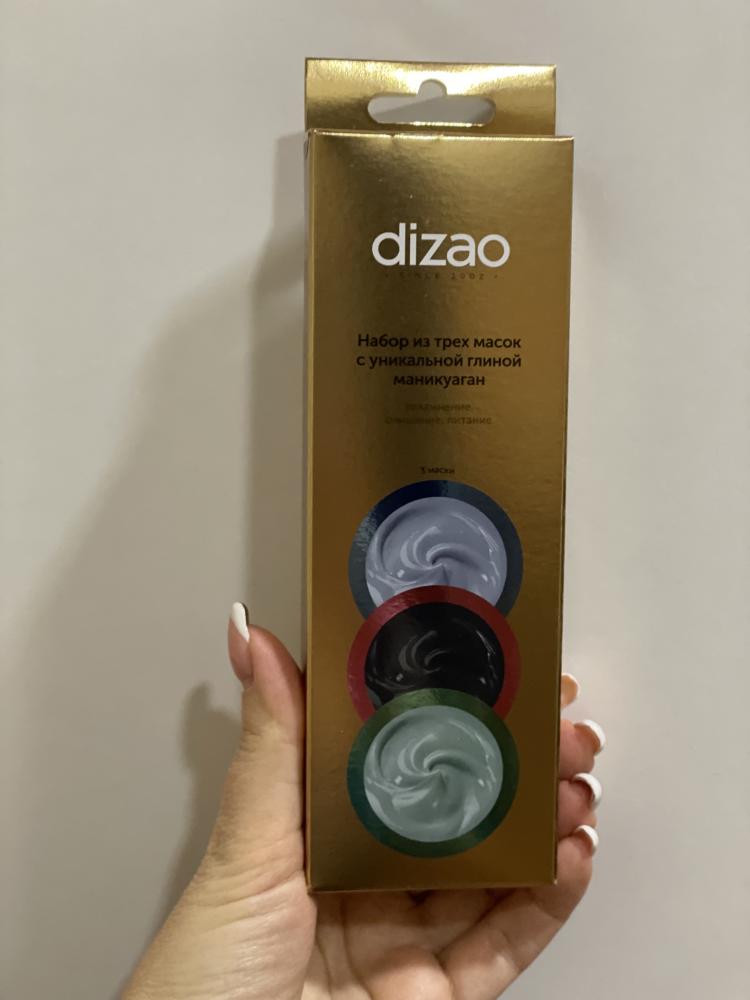 dizao
• SINCE 2002 •
Набор из трех масок
с уникальной глиной
маникуаган
увлажнение,
очищение, питание
3 маски